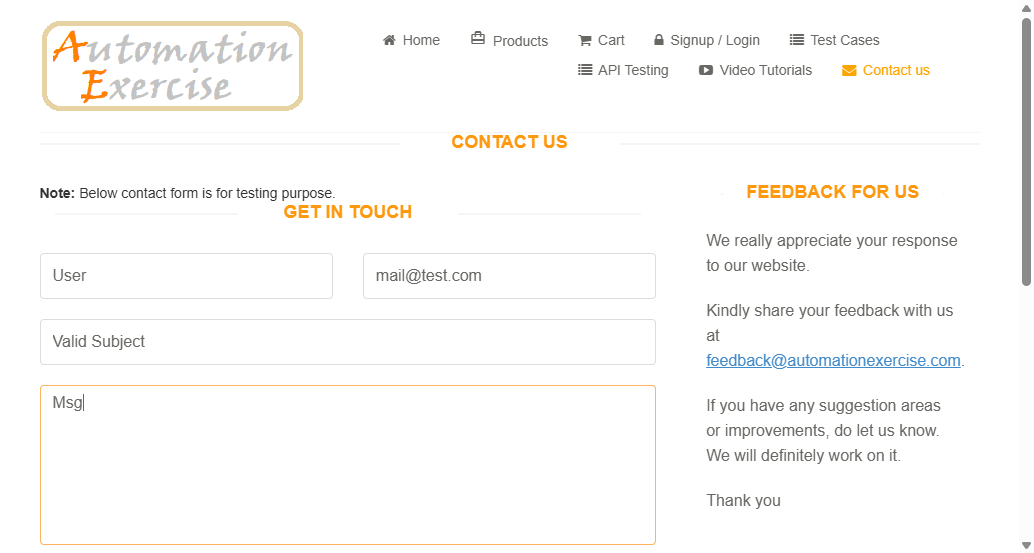 Automation
Exercise
Home
Products
Cart
Signup / Login
Test Cases
API Testing
Video Tutorials
Contact us
CONTACT US
Note: Below contact form is for testing purpose.
GET IN TOUCH
User
mail@test.com
Valid Subject
Msg
FEEDBACK FOR US
We really appreciate your response
to our website.
Kindly share your feedback with us
at
feedback@automationexercise.com.
If you have any suggestion areas
or improvements, do let us know.
We will definitely work on it.
Thank you